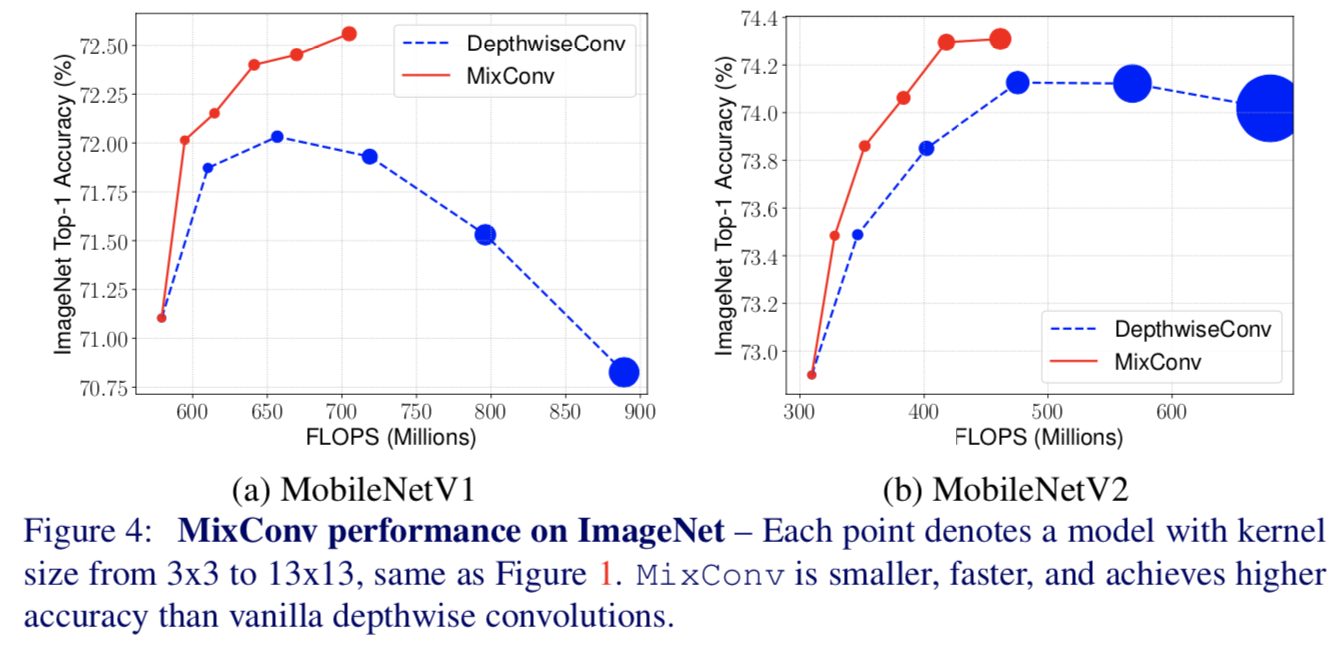 72.50
72.25
72.00
71.75
71.50
71.25
71.00
70.75
ImageNet Top-1 Accuracy (%)
DepthwiseConv
MixConv
600 650 700 750 800 850 900
FLOPS (Millions)
(a) MobileNetV1
74.4
74.2
74.0
73.8
73.6
73.4
73.2
73.0
ImageNet Top-1 Accuracy (%)
DepthwiseConv
MixConv
300 400 500 600
FLOPS (Millions)
(b) MobileNetV2
Figure 4: MixConv performance on ImageNet – Each point denotes a model with kernel
size from 3x3 to 13x13, same as Figure 1. MixConv is smaller, faster, and achieves higher
accuracy than vanilla depthwise convolutions.